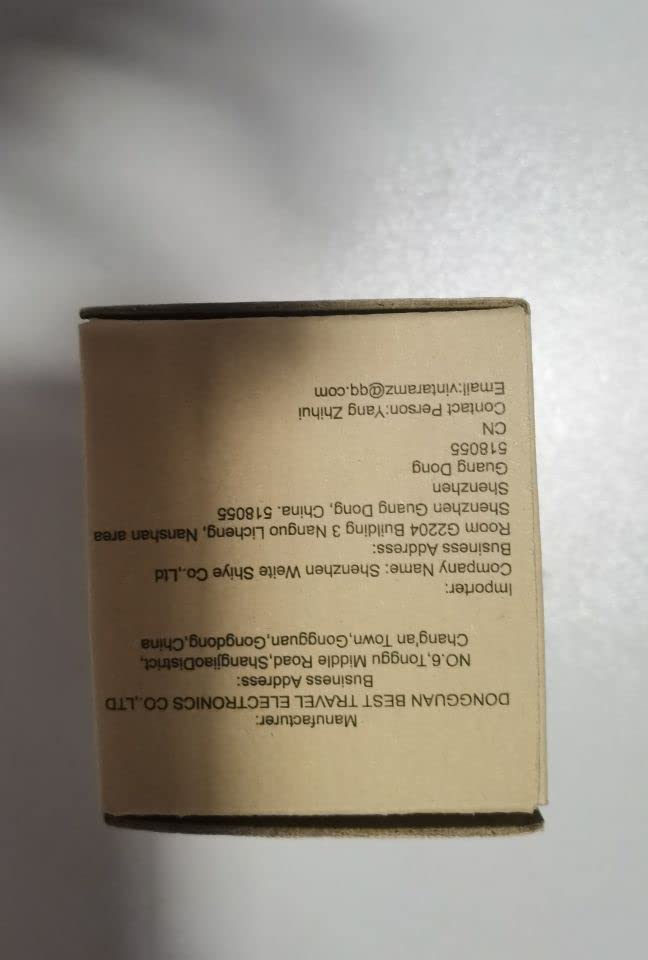 Manufacturer:
DONGGUAN BEST TRAVEL ELECTRONICS CO.,LTD
Business Address:
NO.6,Tonggu Middle Road,ShangjiaoDistrict,
Chang'an Town,Gongguan,Gongdong,China
Importer:
Company Name: Shenzhen Weite Shiye Co.,Ltd
Business Address:
Room G2204 Building 3 Nanguo Licheng, Nanshan area
Shenzhen Guang Dong, China. 518055
Shenzhen
Guang Dong
518055
CN
Contact Person:Yang Zhihui
Email:vintaramz@qq.com